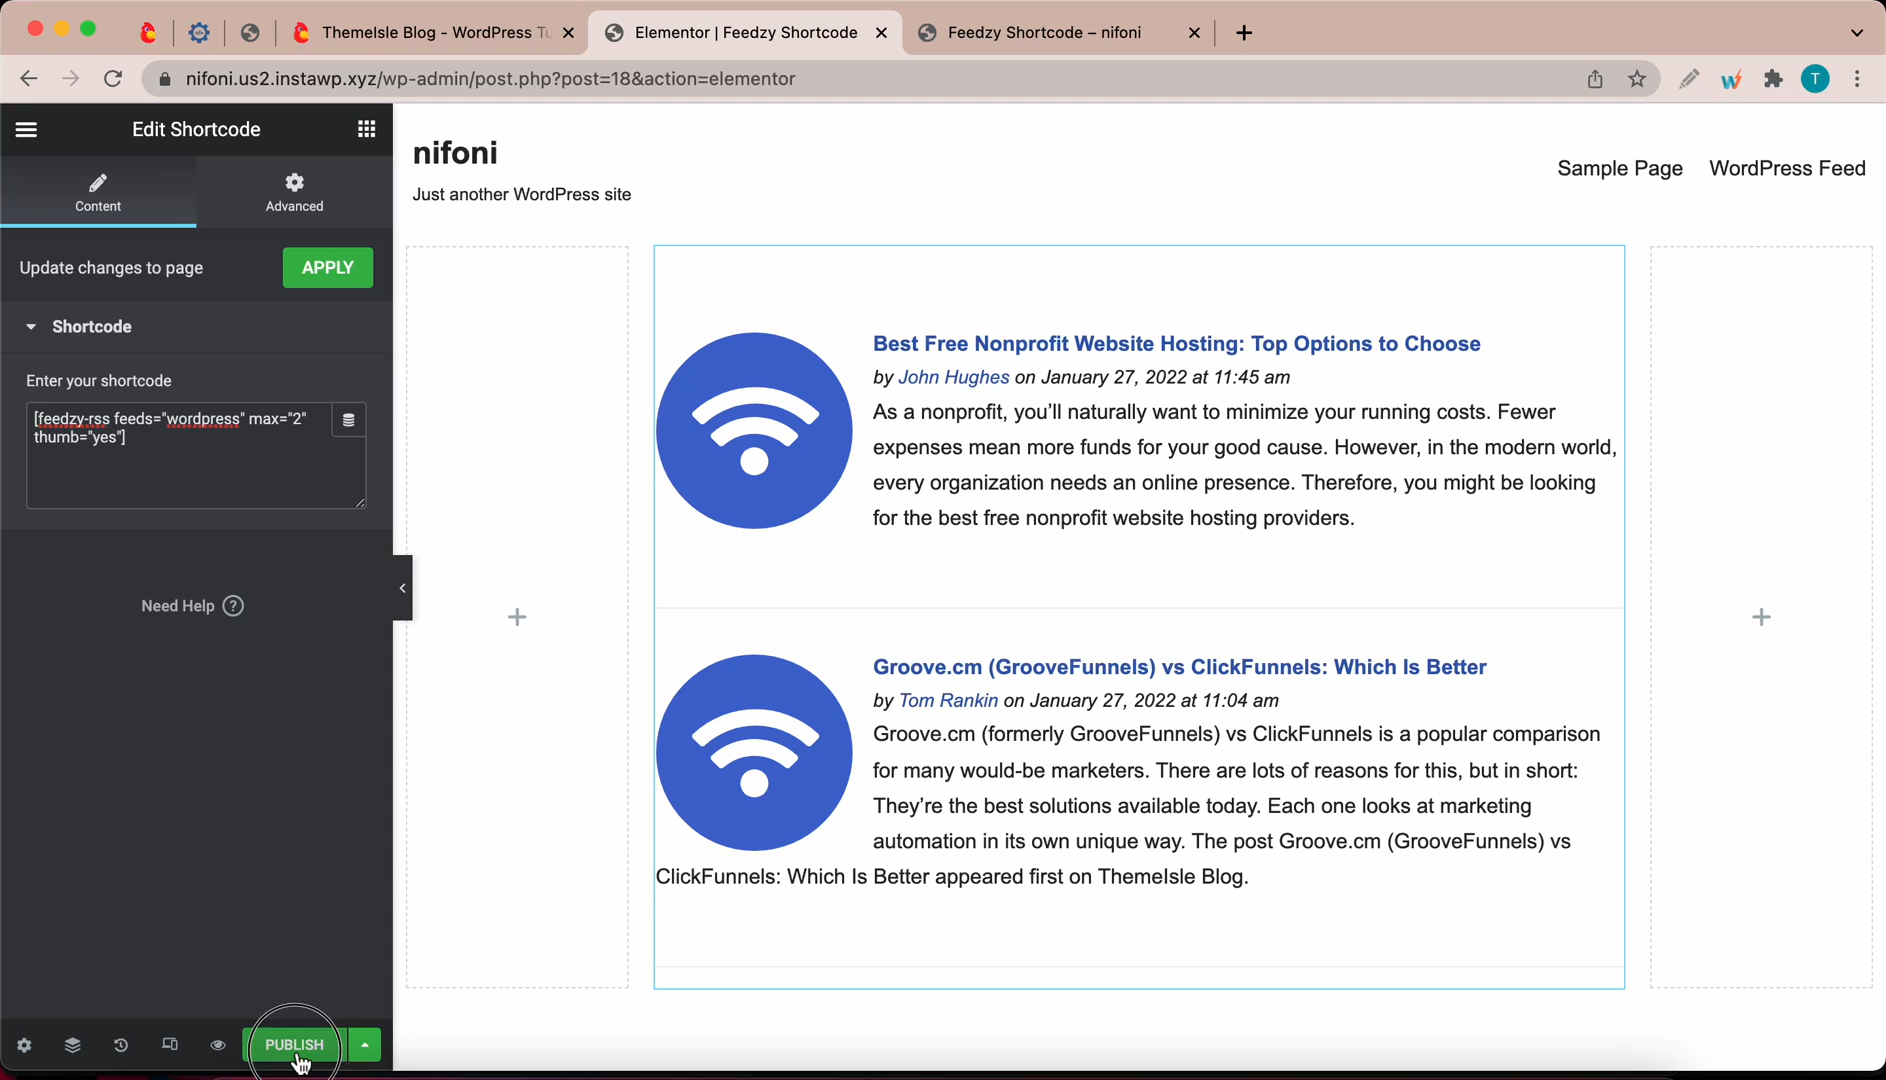 ThemeIsle Blog - WordPress Tu
Elementor | Feedzy Shortcode
Feedzy Shortcode – nifoni
nifoni.us2.instawp.xyz/wp-admin/post.php?post=18&action=elementor
T
Edit Shortcode
Content
Advanced
Update changes to page
APPLY
Shortcode
Enter your shortcode
[feedzy-rss feeds="wordpress" max="2"
thumb="yes"]
Need Help ?
PUBLISH
nifoni
Just another WordPress site
Sample Page
WordPress Feed
Best Free Nonprofit Website Hosting: Top Options to Choose
by John Hughes on January 27, 2022 at 11:45 am
As a nonprofit, you’ll naturally want to minimize your running costs. Fewer
expenses mean more funds for your good cause. However, in the modern world,
every organization needs an online presence. Therefore, you might be looking
for the best free nonprofit website hosting providers.
Groove.cm (GrooveFunnels) vs ClickFunnels: Which Is Better
by Tom Rankin on January 27, 2022 at 11:04 am
Groove.cm (formerly GrooveFunnels) vs ClickFunnels is a popular comparison
for many would-be marketers. There are lots of reasons for this, but in short:
They’re the best solutions available today. Each one looks at marketing
automation in its own unique way. The post Groove.cm (GrooveFunnels) vs
ClickFunnels: Which Is Better appeared first on ThemeIsle Blog.